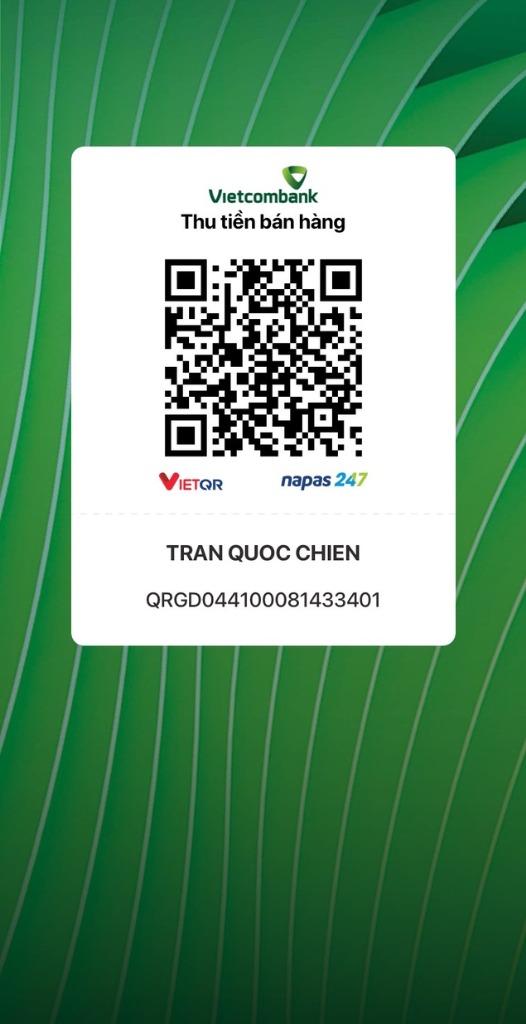 Vietcombank
Thu tiền bán hàng
VIETQR
napas 247
TRAN QUOC CHIEN
QRGD044100081433401